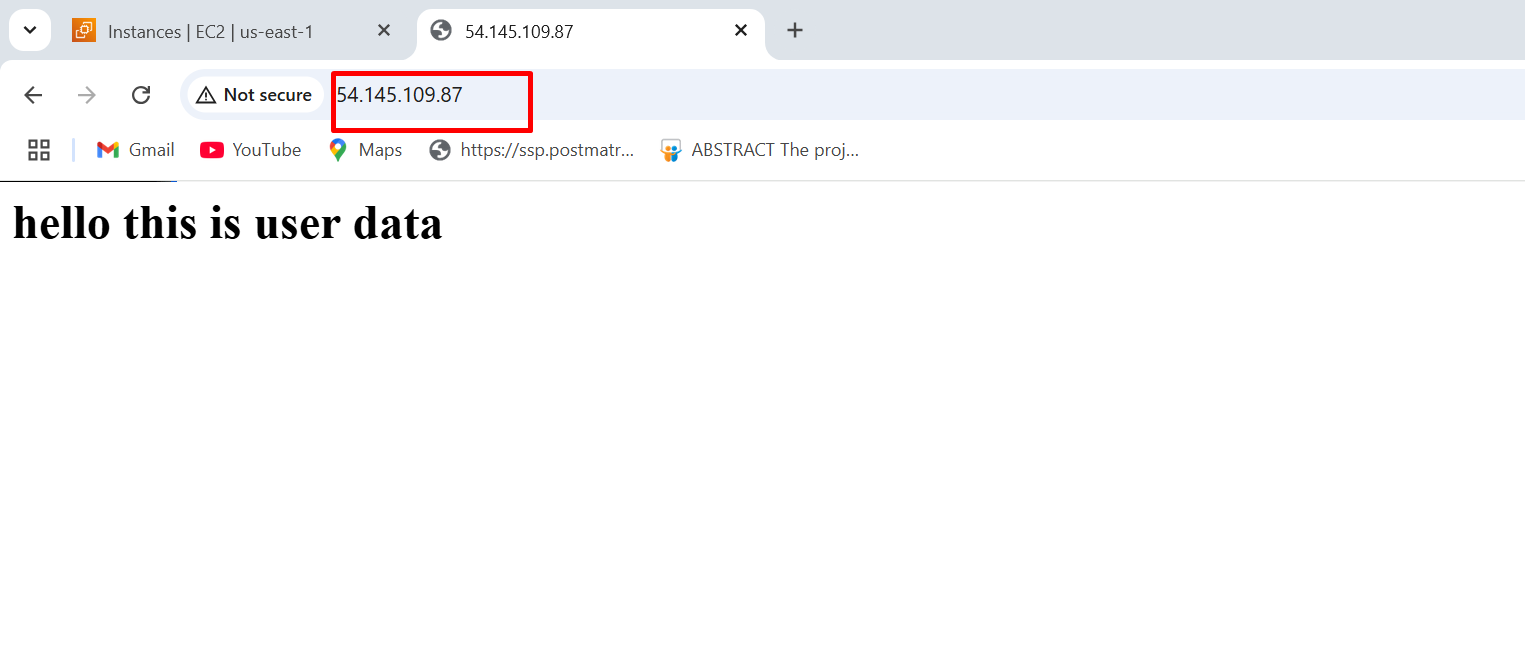 Instances | EC2 | us-east-1
54.145.109.87
Not secure
54.145.109.87
Gmail
YouTube
Maps
https://ssp.postmatr...
ABSTRACT The proj...
hello this is user data